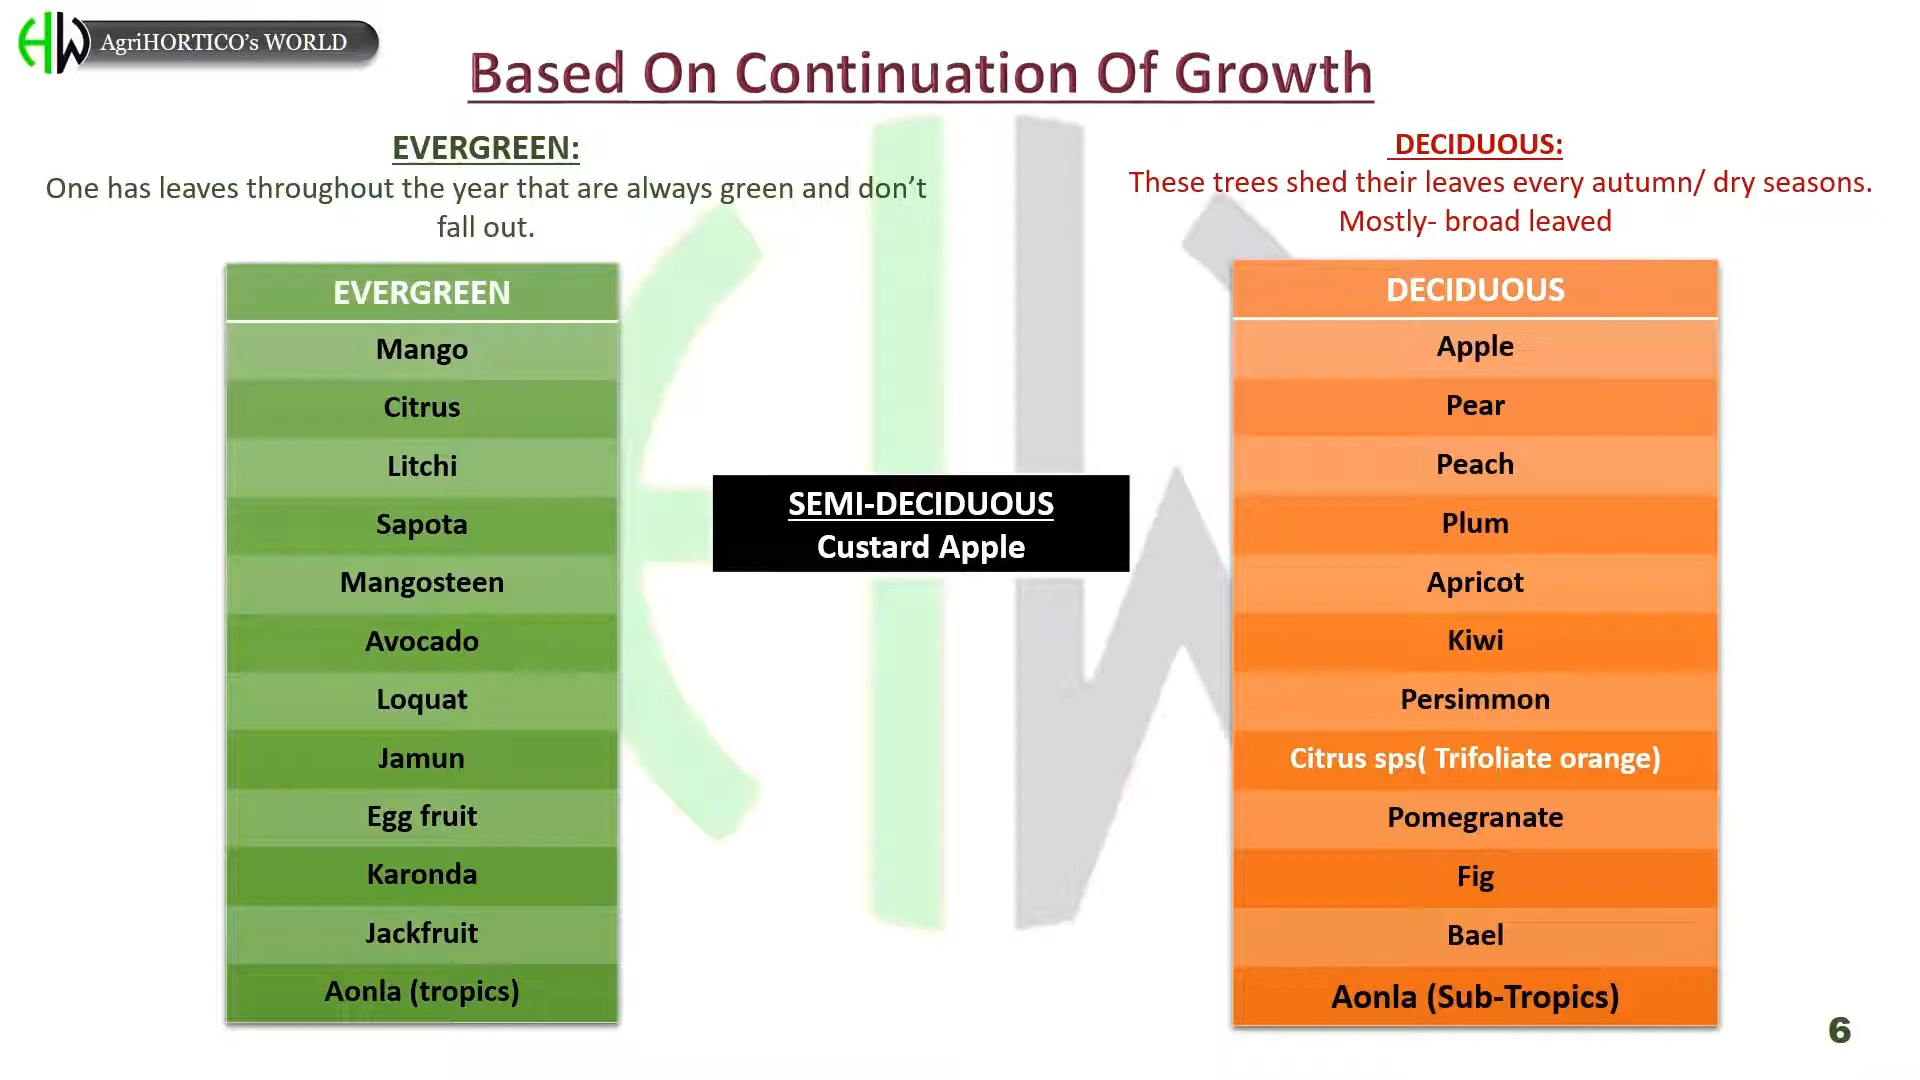 AgriHORTICO's WORLD
Based On Continuation Of Growth
EVERGREEN:
One has leaves throughout the year that are always green and don't
fall out.
EVERGREEN
Mango
Citrus
Litchi
Sapota
Mangosteen
Avocado
Loquat
Jamun
Egg fruit
Karonda
Jackfruit
Aonla (tropics)
SEMI-DECIDUOUS
Custard Apple
DECIDUOUS:
These trees shed their leaves every autumn/ dry seasons.
Mostly- broad leaved
DECIDUOUS
Apple
Pear
Peach
Plum
Apricot
Kiwi
Persimmon
Citrus sps( Trifoliate orange)
Pomegranate
Fig
Bael
Aonla (Sub-Tropics)
6